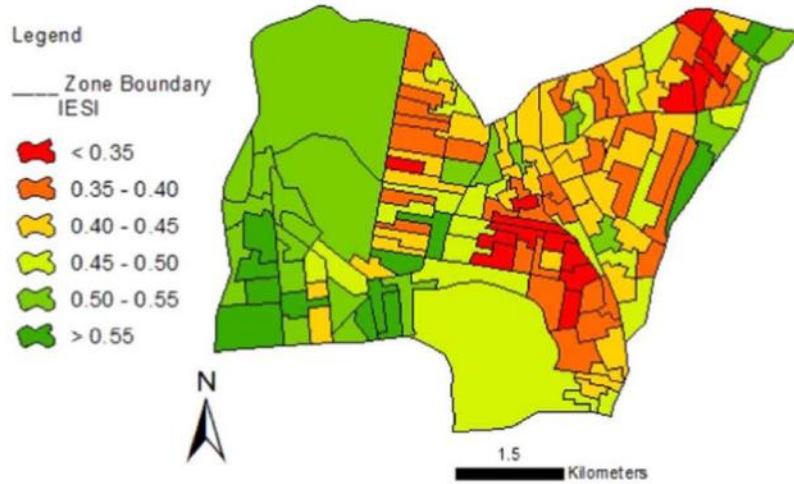 Legend
____ Zone Boundary
IESI
< 0.35
0.35 - 0.40
0.40 - 0.45
0.45 - 0.50
0.50 - 0.55
> 0.55
N
1.5
Kilometers